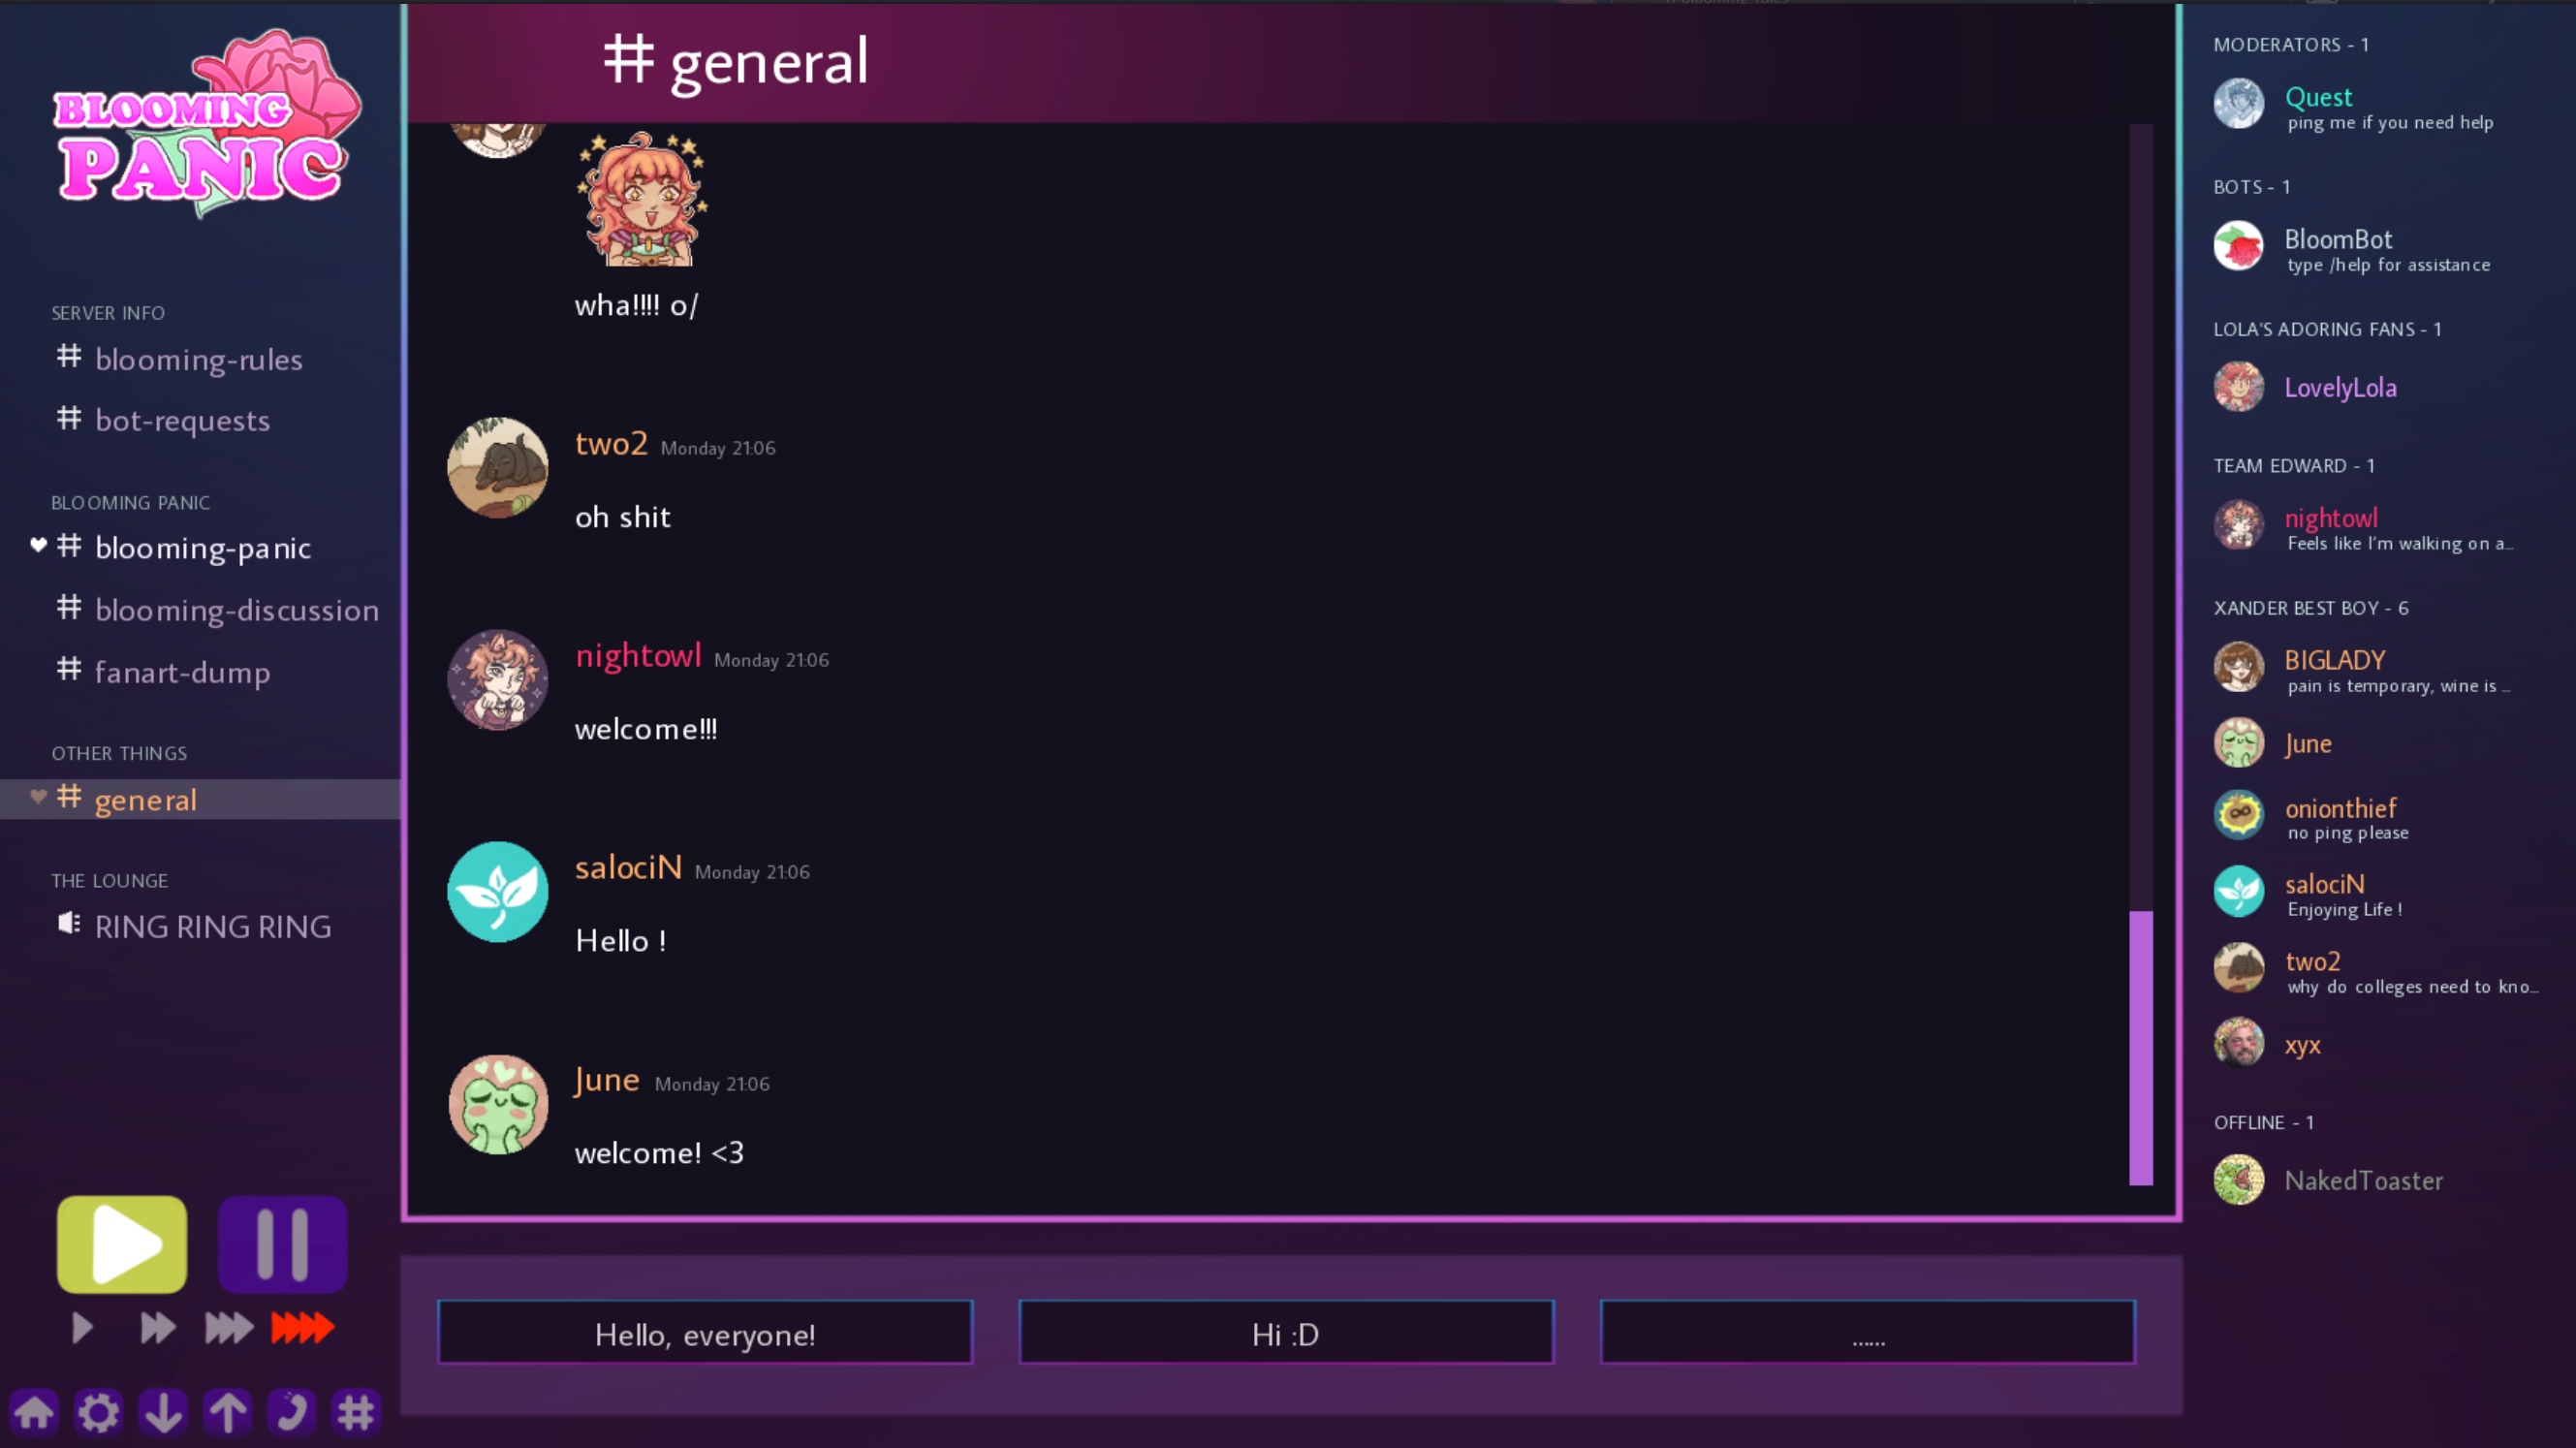 BLOOMING
PANIC
SERVER INFO
# blooming-rules
# bot-requests
BLOOMING PANIC
# blooming-panic
# blooming-discussion
# fanart-dump
OTHER THINGS
# general
THE LOUNGE
RING RING RING
# general
wha!!!! o/
two2 Monday 21:06
oh shit
nightowl Monday 21:06
welcome!!!
salociN Monday 21:06
Hello !
June Monday 21:06
welcome! <3
Hello, everyone!
Hi :D
......
MODERATORS - 1
Quest
ping me if you need help
BOTS - 1
BloomBot
type /help for assistance
LOLA'S ADORING FANS - 1
LovelyLola
TEAM EDWARD - 1
nightowl
Feels like I'm walking on a...
XANDER BEST BOY - 6
BIGLADY
pain is temporary, wine is ...
June
onionthief
no ping please
salociN
Enjoying Life !
two2
why do colleges need to kno...
xyx
OFFLINE - 1
NakedToaster